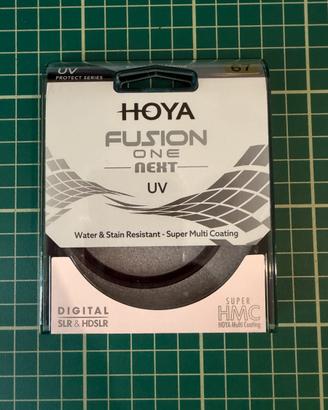 UV
PROTECT SERIES
67
HOYA
FUSION
ONE
NEXT
UV
Water & Stain Resistant - Super Multi Coating
DIGITAL
SLR & HDSLR
SUPER
HMC
HOYA Multi Coating